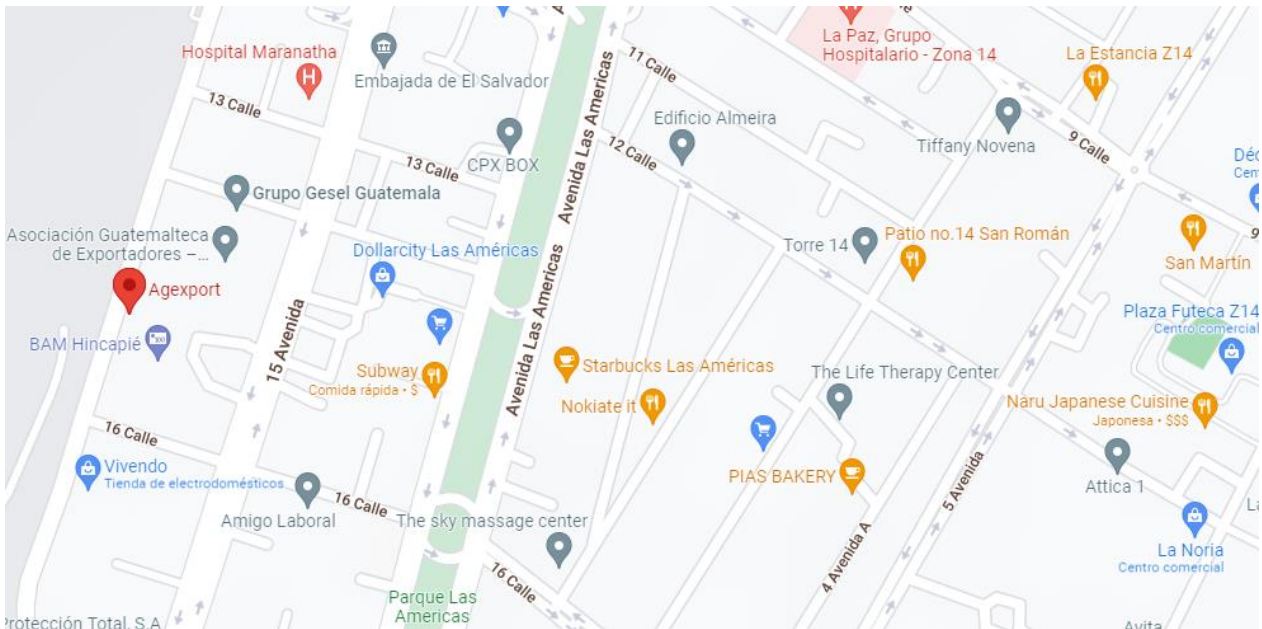 Hospital Maranatha
Embajada de El Salvador
Avenida Las Americas
11 Calle
La Paz, Grupo
Hospitalario - Zona 14
La Estancia Z14
13 Calle
13 Calle
CPX BOX
12 Calle
Edificio Almeira
Tiffany Novena
9 Calle
Grupo Gesel Guatemala
Asociación Guatemalteca
de Exportadores –...
Dollarcity Las Américas
Torre 14
Patio no.14 San Román
San Martín
Agexport
BAM Hincapié
15 Avenida
Avenida Las Americas
Plaza Futeca Z14
Centro comercial
Subway
Comida rápida • $
Starbucks Las Américas
Nokiate it
The Life Therapy Center
Naru Japanese Cuisine
Japonesa • $$$
16 Calle
Vivendo
Tienda de electrodomésticos
Amigo Laboral
16 Calle
The sky massage center
PIAS BAKERY
5 Avenida
Attica 1
La Noria
Centro comercial
16 Calle
4 Avenida A
Parque Las
Americas
Protección Total, S.A